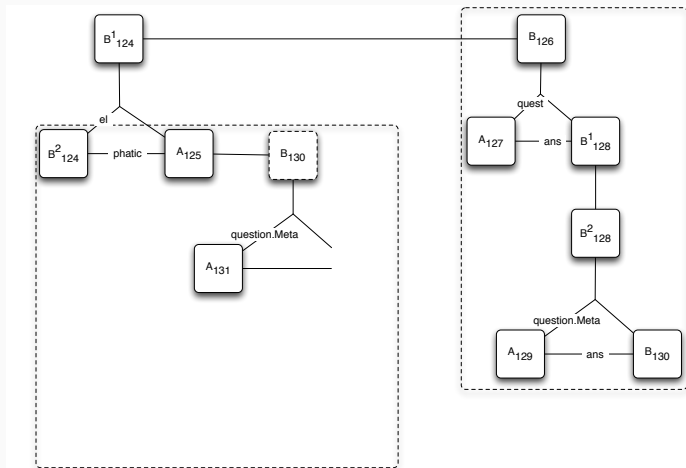 B¹₁₂₄
B₁₂₆
el
quest
A₁₂₇
ans
B¹₁₂₈
B²₁₂₄
phatic
A₁₂₅
B₁₃₀
B²₁₂₈
question.Meta
A₁₃₁
question.Meta
A₁₂₉
ans
B₁₃₀